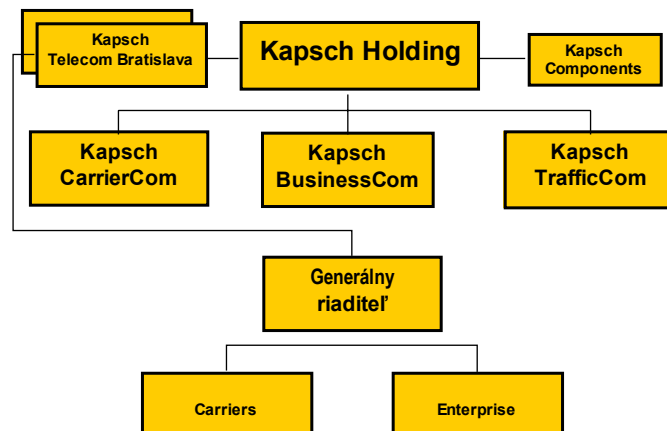 Kapsch
Telecom Bratislava
Kapsch Holding
Kapsch
Components
Kapsch
CarrierCom
Kapsch
BusinessCom
Kapsch
TrafficCom
Generálny
riaditeľ
Carriers
Enterprise